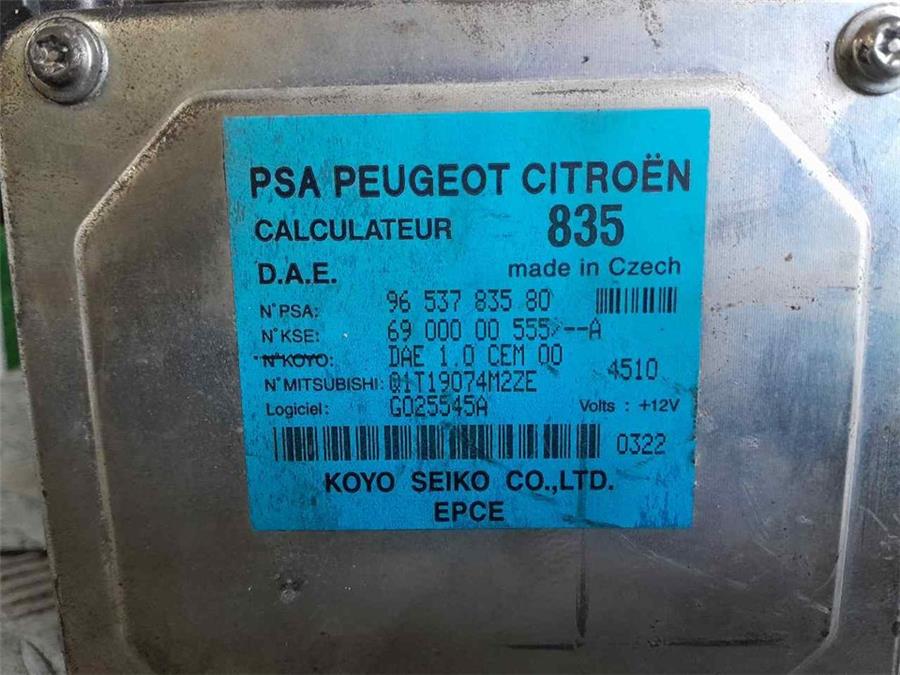 PSA PEUGEOT CITROËN
CALCULATEUR 835
D.A.E. made in Czech
N°PSA: 96 537 835 80
N°KSE: 69 000 00 555/--A
N°KOYO: DAE 1.0 CEM 00
N°MITSUBISHI: Q1T19074M2ZE 4510
Logiciel: G025545A Volts : +12V
0322
KOYO SEIKO CO.,LTD.
EPCE